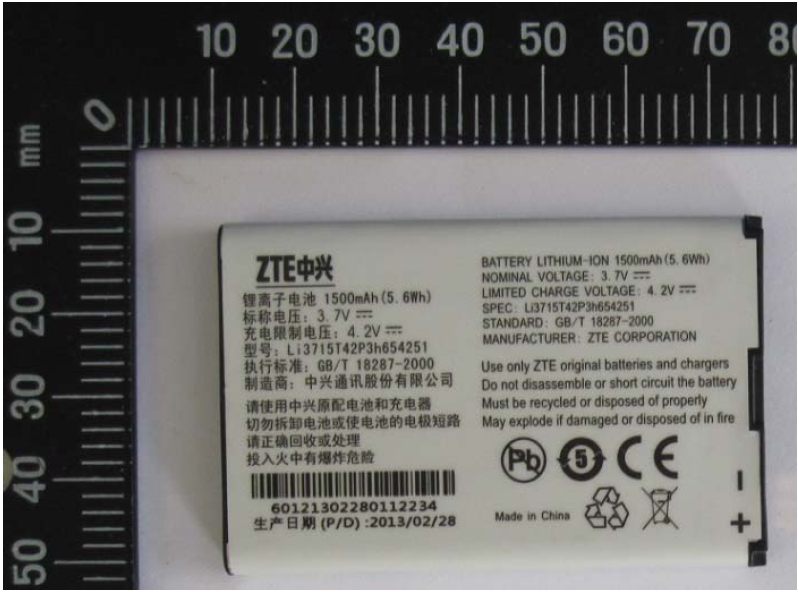 10 20 30 40 50 60 70 80
0
mm
10
20
30
40
50
ZTE中兴
锂离子电池 1500mAh(5.6Wh)
标称电压: 3.7V
充电限制电压: 4.2V
型号: Li3715T42P3h654251
执行标准: GB/T 18287-2000
制造商: 中兴通讯股份有限公司
请使用中兴原配电池和充电器
切勿拆卸电池或使电池的电极短路
请正确回收或处理
投入火中有爆炸危险
60121302280112234
生产日期(P/D):2013/02/28
BATTERY LITHIUM-ION 1500mAh(5.6Wh)
NOMINAL VOLTAGE: 3.7V
LIMITED CHARGE VOLTAGE: 4.2V
SPEC: Li3715T42P3h654251
STANDARD: GB/T 18287-2000
MANUFACTURER: ZTE CORPORATION
Use only ZTE original batteries and chargers
Do not disassemble or short circuit the battery
Must be recycled or disposed of properly
May explode if damaged or disposed of in fire
Pb 5 CE
Made in China
-
+